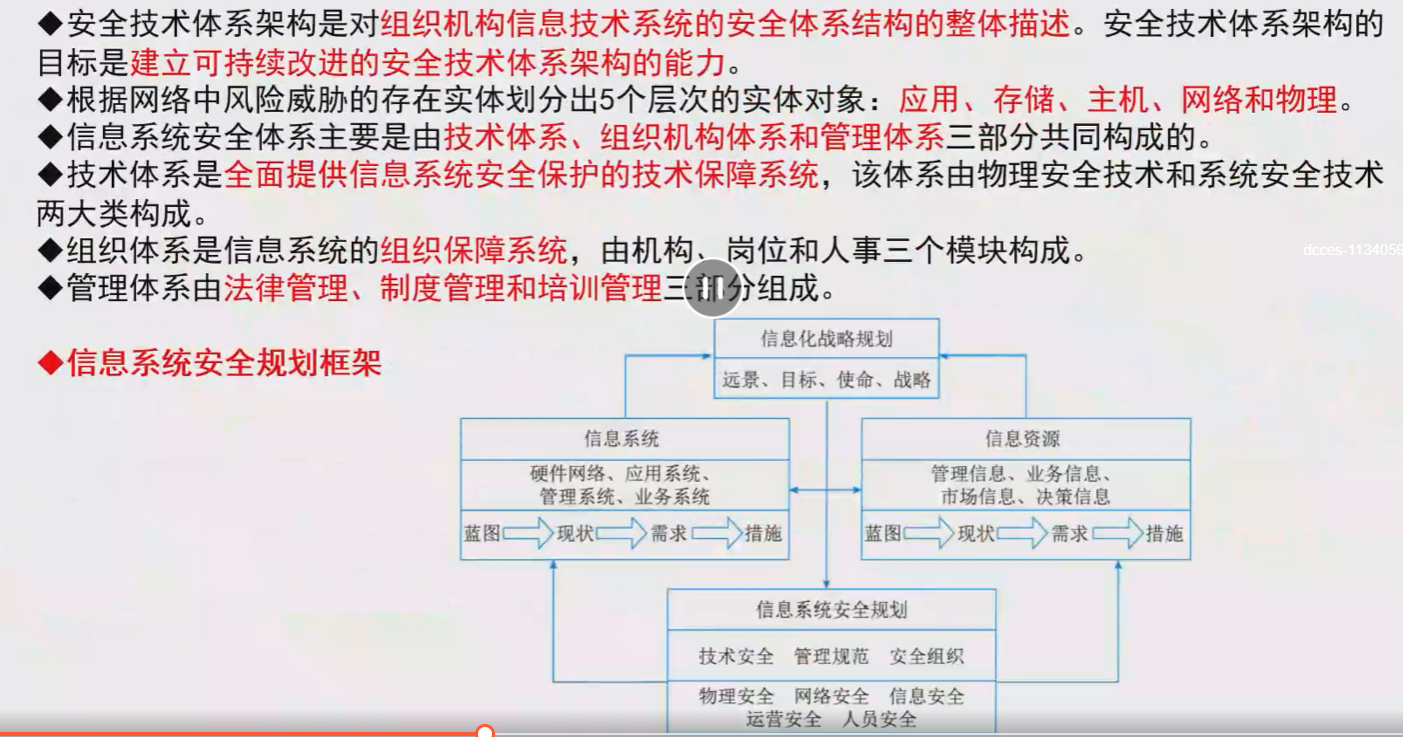 ◆安全技术体系架构是对组织机构信息技术系统的安全体系结构的整体描述。安全技术体系架构的
目标是建立可持续改进的安全技术体系架构的能力。
◆根据网络中风险威胁的存在实体划分出5个层次的实体对象：应用、存储、主机、网络和物理。
◆信息系统安全体系主要是由技术体系、组织机构体系和管理体系三部分共同构成的。
◆技术体系是全面提供信息系统安全保护的技术保障系统，该体系由物理安全技术和系统安全技术
两大类构成。
◆组织体系是信息系统的组织保障系统，由机构、岗位和人事三个模块构成。
dcces-1134059
◆管理体系由法律管理、制度管理和培训管理三部分组成。
◆信息系统安全规划框架
信息化战略规划
远景、目标、使命、战略
信息系统
硬件网络、应用系统、
管理系统、业务系统
蓝图 现状 需求 措施
信息资源
管理信息、业务信息、
市场信息、决策信息
蓝图 现状 需求 措施
信息系统安全规划
技术安全 管理规范 安全组织
物理安全 网络安全 信息安全
运营安全 人员安全